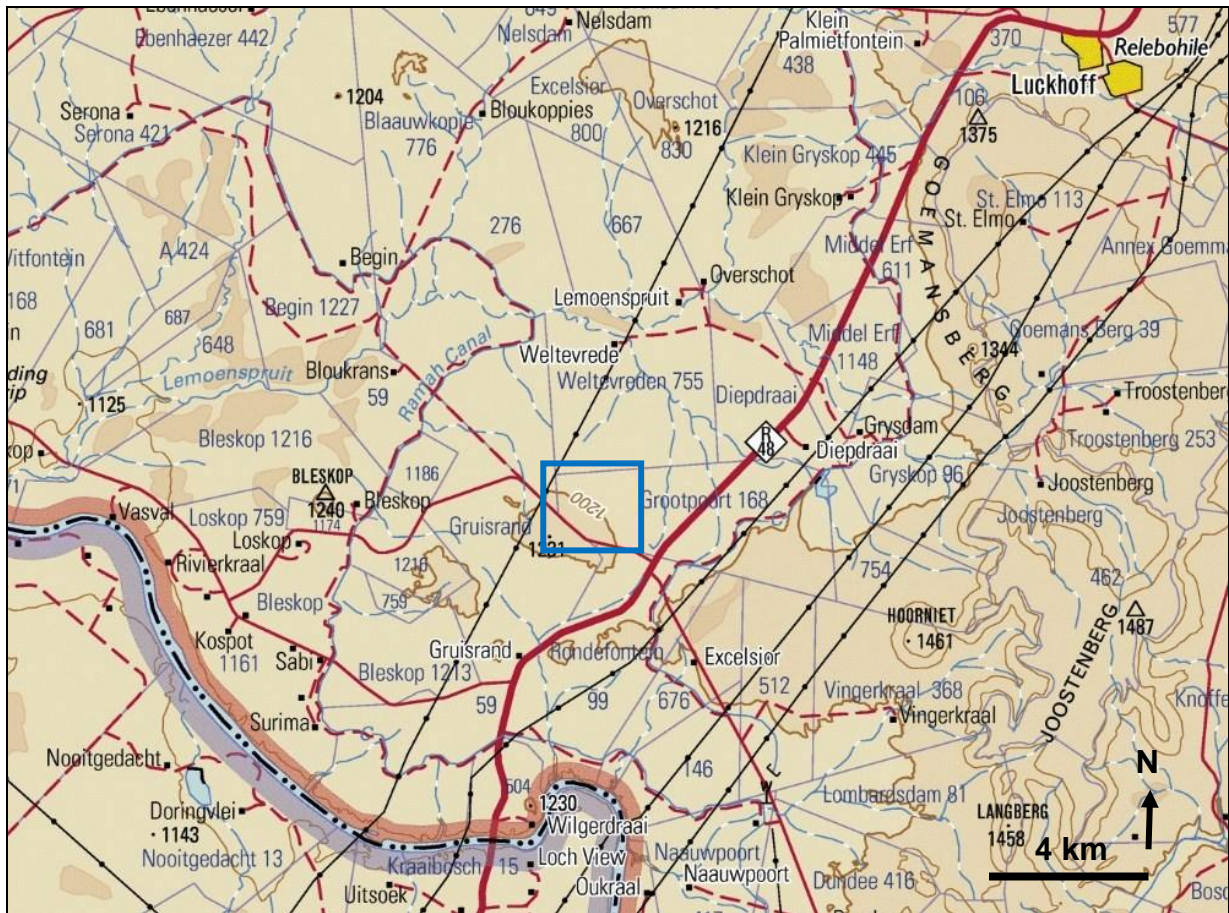 Ebenhaezer 442
Nelsdam
Nelsdam
Klein
Palmietfontein
438
370
577
Relebohile
Luckhoff
Serona
Serona 421
1204
Excelsior
800
Bloukoppies
Blaauwkopje
776
Overschot
1216
830
106
1375
Klein Gryskop 445
Klein Gryskop
GOEMANSBERG
St. Elmo 113
St. Elmo
276
667
Middel Erf
611
A 424
Begin
Overschot
168
Begin 1227
Lemoenspruit
681
687
648
Ramah Canal
Middel Erf
1148
Goemans Berg 39
1344
Weltevrede
Lemoenspruit
Bloukrans
59
Weltevreden 755
Diepdraai
1125
Troostenberg
Bleskop 1216
R
48
Grysdam
Diepdraai
Troostenberg 253
1186
Gryskop 96
BLESKOP
1240
1174
Bleskop
1200
Grootpoort 168
Joostenberg
Vasval
Loskop 759
Loskop
Gruisrand
Joostenberg
Rivierkraal
1216
754
462
759
Bleskop
HOORNIET
1461
1487
JOOSTENBERG
Kospot
1161
Sabi
Gruisrand
Rondefontein
Excelsior
Bleskop 1213
59
99
676
512
Vingerkraal 368
Vingerkraal
Surima
Nooitgedacht
146
N
504
Lombardsdam 81
Doringvlei
1230
Wilgerdraai
LANGBERG
1458
1143
Nooitgedacht 13
Kraaibosch 15
Loch View
Naauwpoort
4 km
Uitsoek
Oukraal
Naauwpoort
Dundee 416